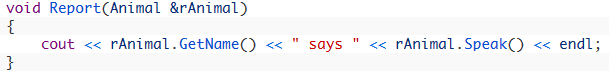 void Report(Animal &rAnimal)
{
    cout << rAnimal.GetName() << " says " << rAnimal.Speak() << endl;
}